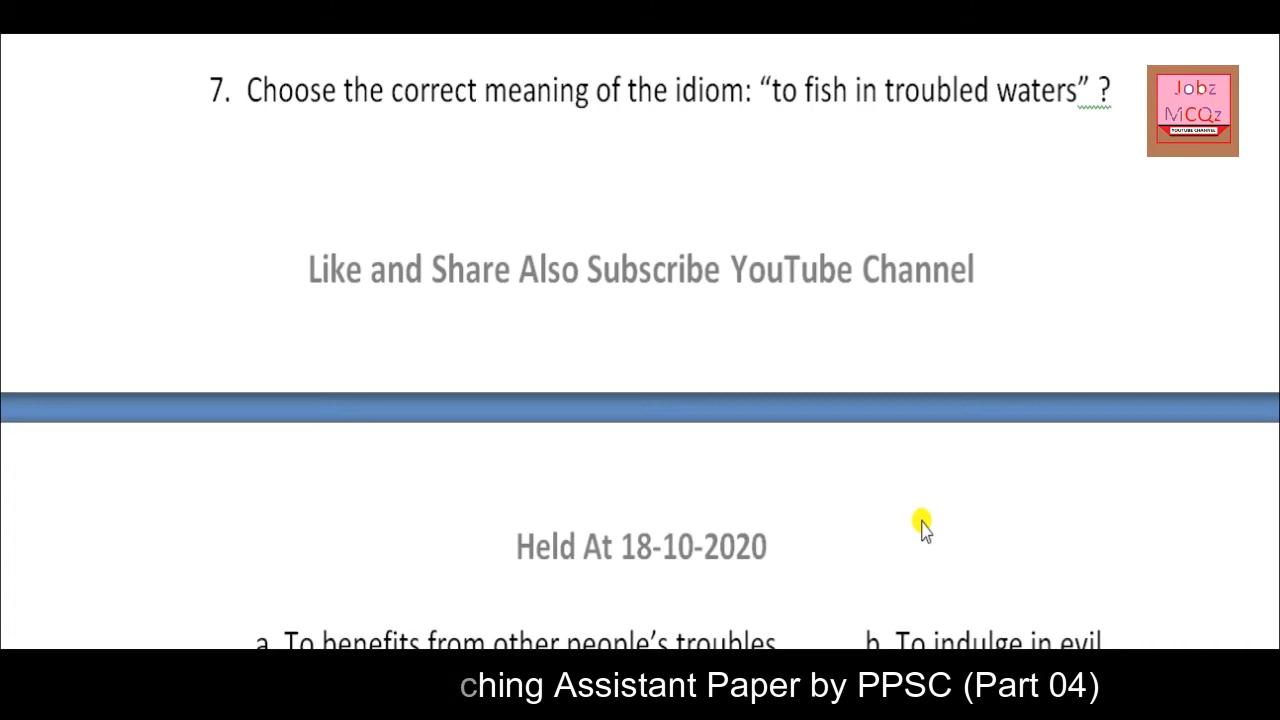 7. Choose the correct meaning of the idiom: “to fish in troubled waters” ?
Jobz
MCQz
YOUTUBE CHANNEL
Like and Share Also Subscribe YouTube Channel
Held At 18-10-2020
a. To benefits from other people’s troubles b. To indulge in evil
ching Assistant Paper by PPSC (Part 04)